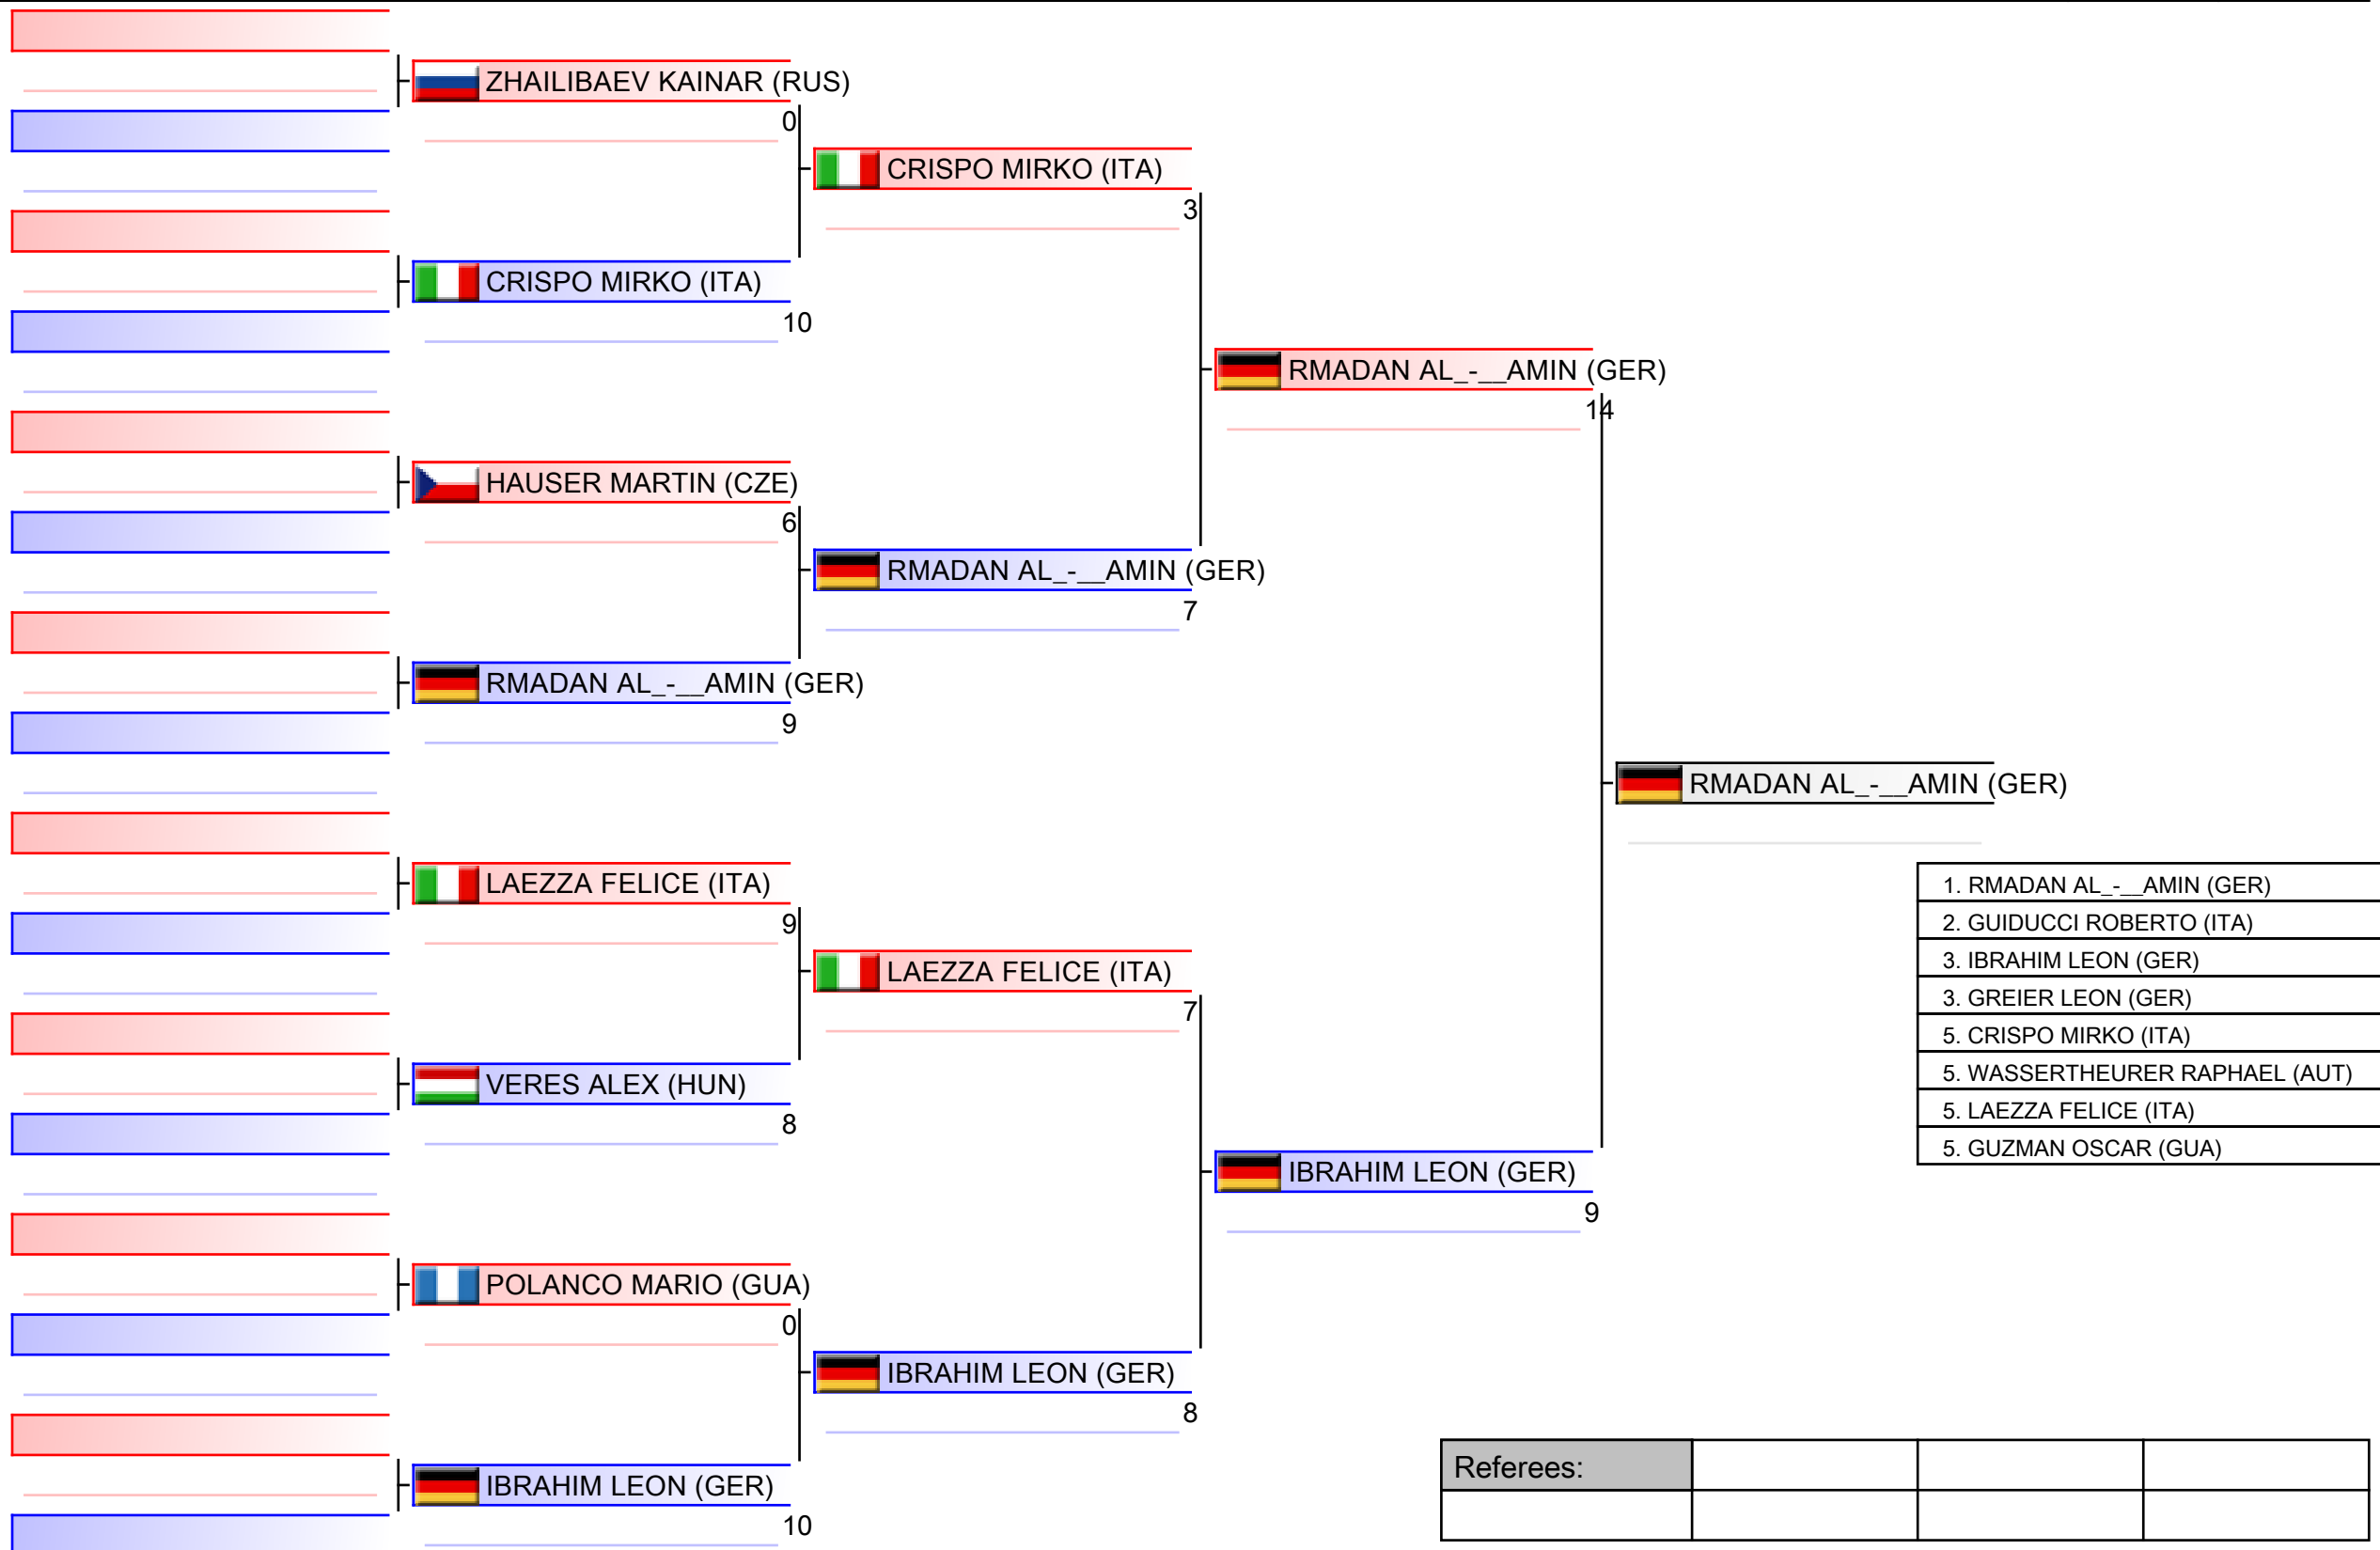 ZHAILIBAEV KAINAR (RUS)
0
CRISPO MIRKO (ITA)
3
CRISPO MIRKO (ITA)
10
RMADAN AL_-__AMIN (GER)
14
HAUSER MARTIN (CZE)
6
RMADAN AL_-__AMIN (GER)
7
RMADAN AL_-__AMIN (GER)
9
RMADAN AL_-__AMIN (GER)
LAEZZA FELICE (ITA)
9
LAEZZA FELICE (ITA)
7
VERES ALEX (HUN)
8
IBRAHIM LEON (GER)
9
POLANCO MARIO (GUA)
0
IBRAHIM LEON (GER)
8
IBRAHIM LEON (GER)
10
1. RMADAN AL_-__AMIN (GER)
2. GUIDUCCI ROBERTO (ITA)
3. IBRAHIM LEON (GER)
3. GREIER LEON (GER)
5. CRISPO MIRKO (ITA)
5. WASSERTHEURER RAPHAEL (AUT)
5. LAEZZA FELICE (ITA)
5. GUZMAN OSCAR (GUA)
Referees: